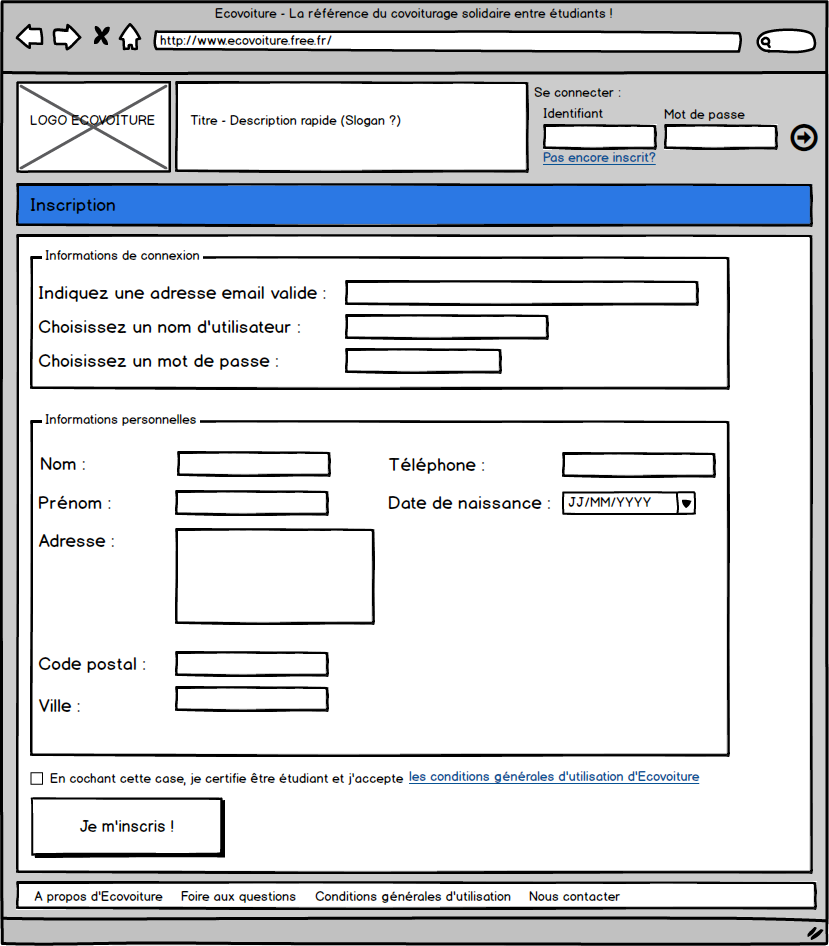 Ecovoiture - La référence du covoiturage solidaire entre étudiants !
http://www.ecovoiture.free.fr/
LOGO ECOVOITURE
Titre - Description rapide (Slogan ?)
Se connecter :
Identifiant
Mot de passe
Pas encore inscrit?
Inscription
Informations de connexion
Indiquez une adresse email valide :
Choisissez un nom d'utilisateur :
Choisissez un mot de passe :
Informations personnelles
Nom :
Téléphone :
Prénom :
Date de naissance :
JJ/MM/YYYY
Adresse :
Code postal :
Ville :
En cochant cette case, je certifie être étudiant et j'accepte les conditions générales d'utilisation d'Ecovoiture
Je m'inscris !
A propos d'Ecovoiture
Foire aux questions
Conditions générales d'utilisation
Nous contacter